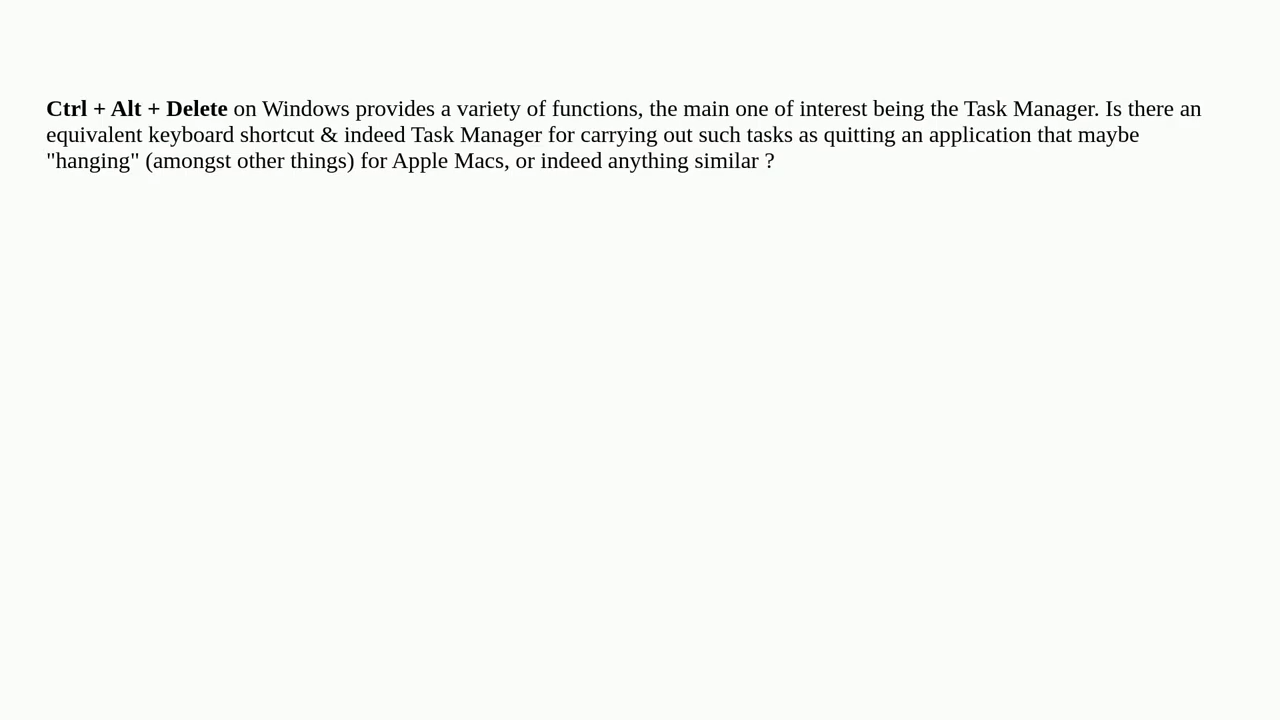 Ctrl + Alt + Delete on Windows provides a variety of functions, the main one of interest being the Task Manager. Is there an
equivalent keyboard shortcut & indeed Task Manager for carrying out such tasks as quitting an application that maybe
"hanging" (amongst other things) for Apple Macs, or indeed anything similar ?